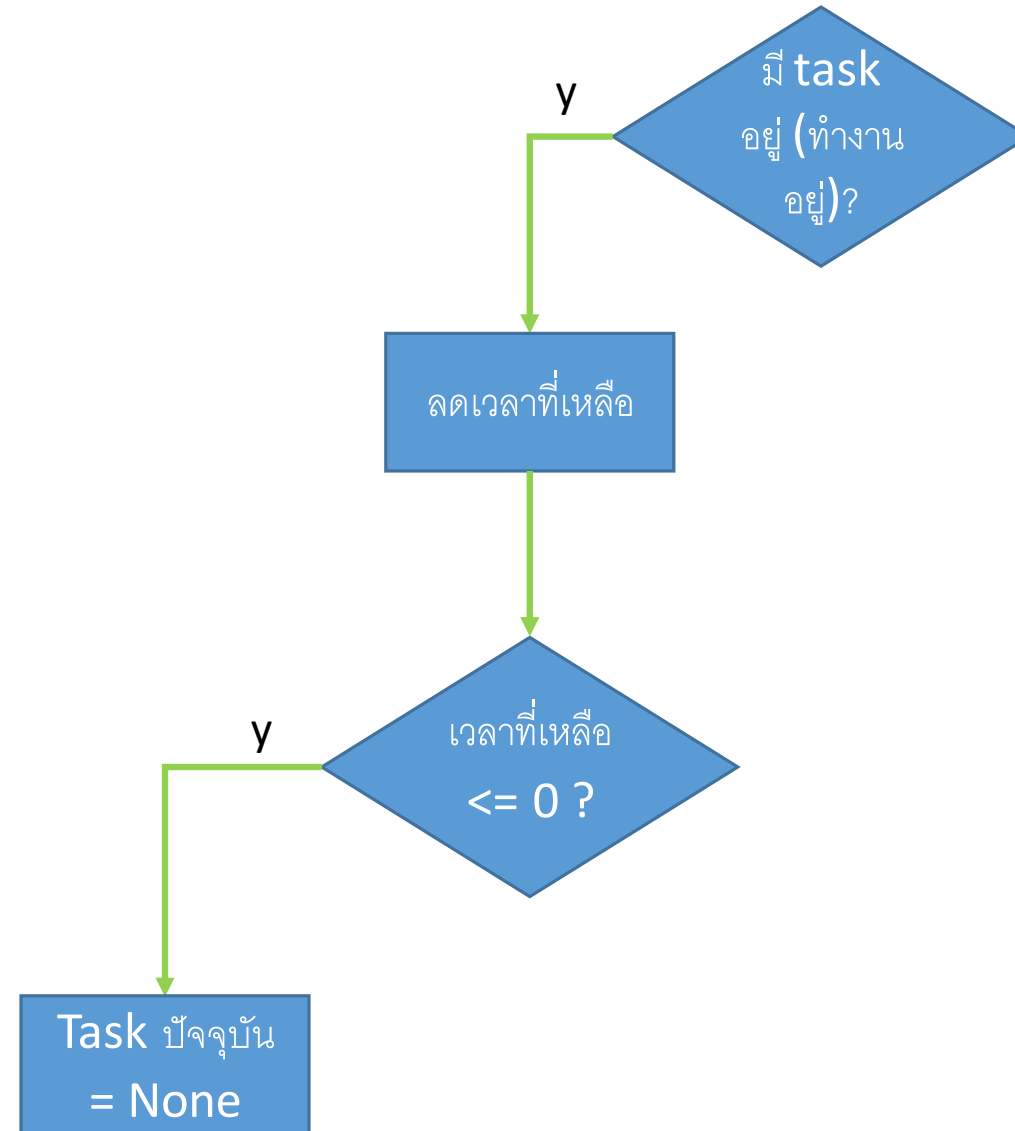 มี task
อยู่ (ทำงาน
อยู่)?
y
ลดเวลาที่เหลือ
เวลาที่เหลือ
<= 0 ?
y
Task ปัจจุบัน
= None